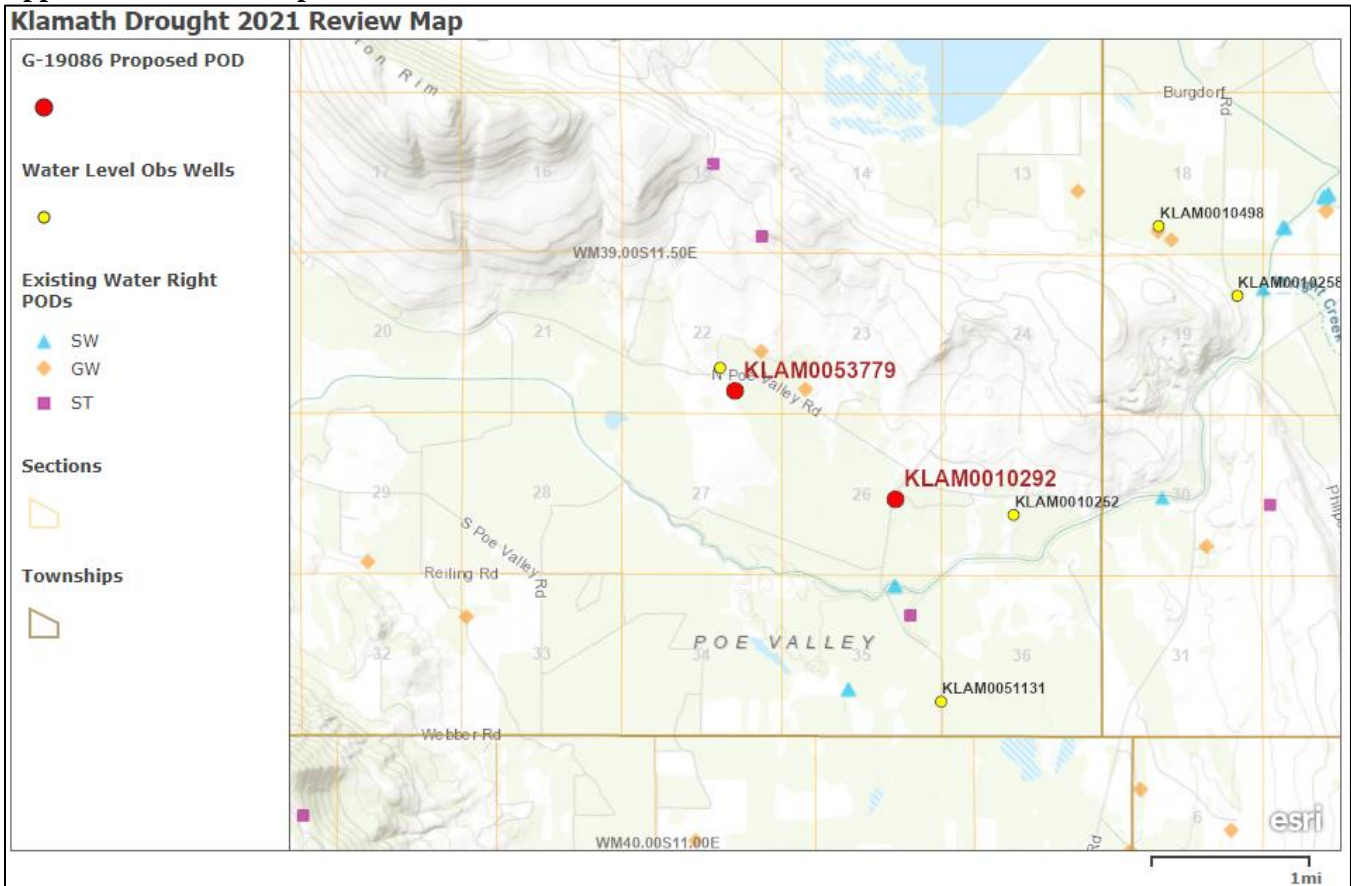 Klamath Drought 2021 Review Map
G-19086 Proposed POD
Water Level Obs Wells
Existing Water Right
PODs
SW
GW
ST
Sections
Townships
Rim
Burgdorf
Rd
17
16
14
13
18
KLAM0010498
WM39.00S11.50E
KLAM0010258
Creek
20
21
22
23
24
19
KLAM0053779
N Poe Valley Rd
KLAM0010292
KLAM0010252
29
28
27
26
30
S Poe Valley
Rd
Reiling Rd
POE VALLEY
32
33
34
35
36
31
KLAM0051131
Webber Rd
WM40.00S11.00E
Rd
6
esri
1mi